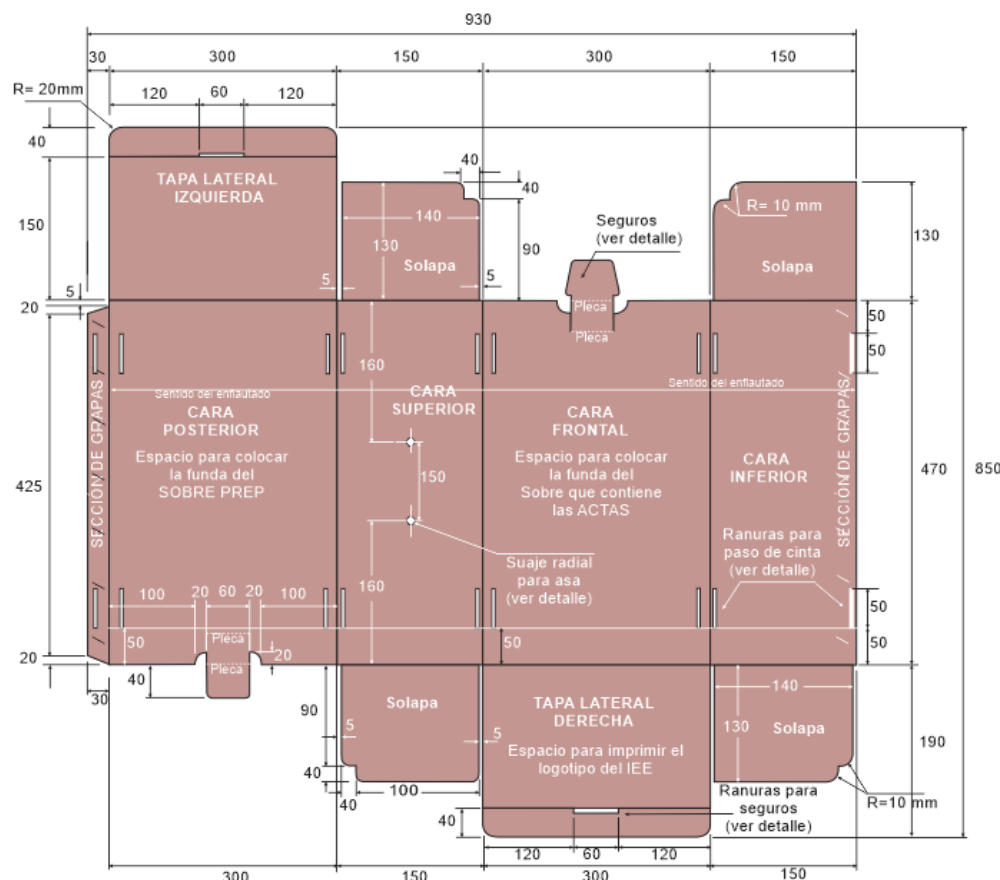 930
30
300
150
300
150
R= 20mm
120
60
120
40
TAPA LATERAL
IZQUIERDA
150
40
40
140
130
90
Solapa
5
5
Seguros
(ver detalle)
R= 10 mm
130
Solapa
5
20
Pleca
Pleca
50
50
160
Sentido del enflautado
Sentido del enflautado
CARA
POSTERIOR
Espacio para colocar
la funda del
SOBRE PREP
CARA
SUPERIOR
CARA
FRONTAL
Espacio para colocar
la funda del
Sobre que contiene
las ACTAS
CARA
INFERIOR
SECCIÓN DE GRAPAS
SECCIÓN DE GRAPAS
425
150
470
850
Suaje radial
para asa
(ver detalle)
Ranuras para
paso de cinta
(ver detalle)
160
100
20
60
20
100
50
50
50
50
Pleca
Pleca
20
20
40
30
90
5
Solapa
5
40
40
100
TAPA LATERAL
DERECHA
Espacio para imprimir el
logotipo del IEE
140
130
Solapa
190
Ranuras para
seguros
(ver detalle)
R=10 mm
40
120
60
120
300
150
300
150